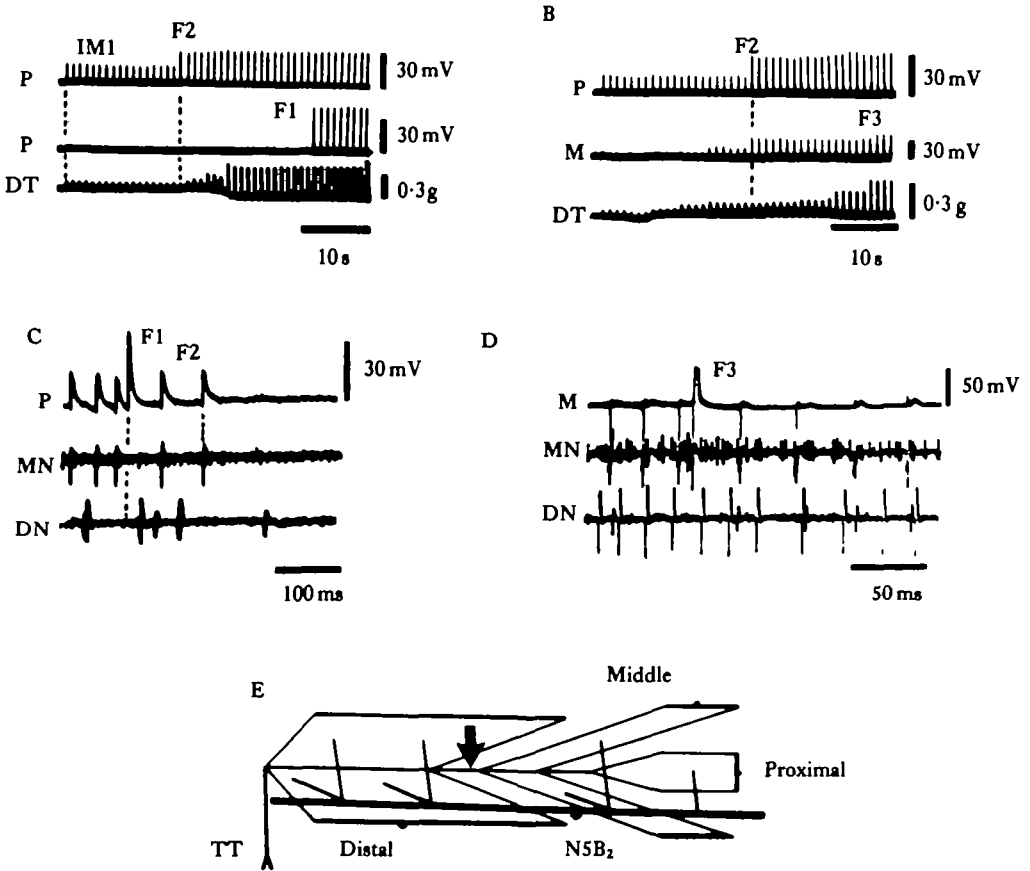 F2
IM1
P
30 mV
F1
P
30 mV
DT
0·3 g
10 s
B
F2
P
30 mV
F3
M
30 mV
DT
0·3 g
10 s
C
F1
F2
30 mV
P
MN
DN
100 ms
D
F3
50 mV
M
MN
DN
50 ms
E
Middle
Proximal
TT
Distal
N5B₂